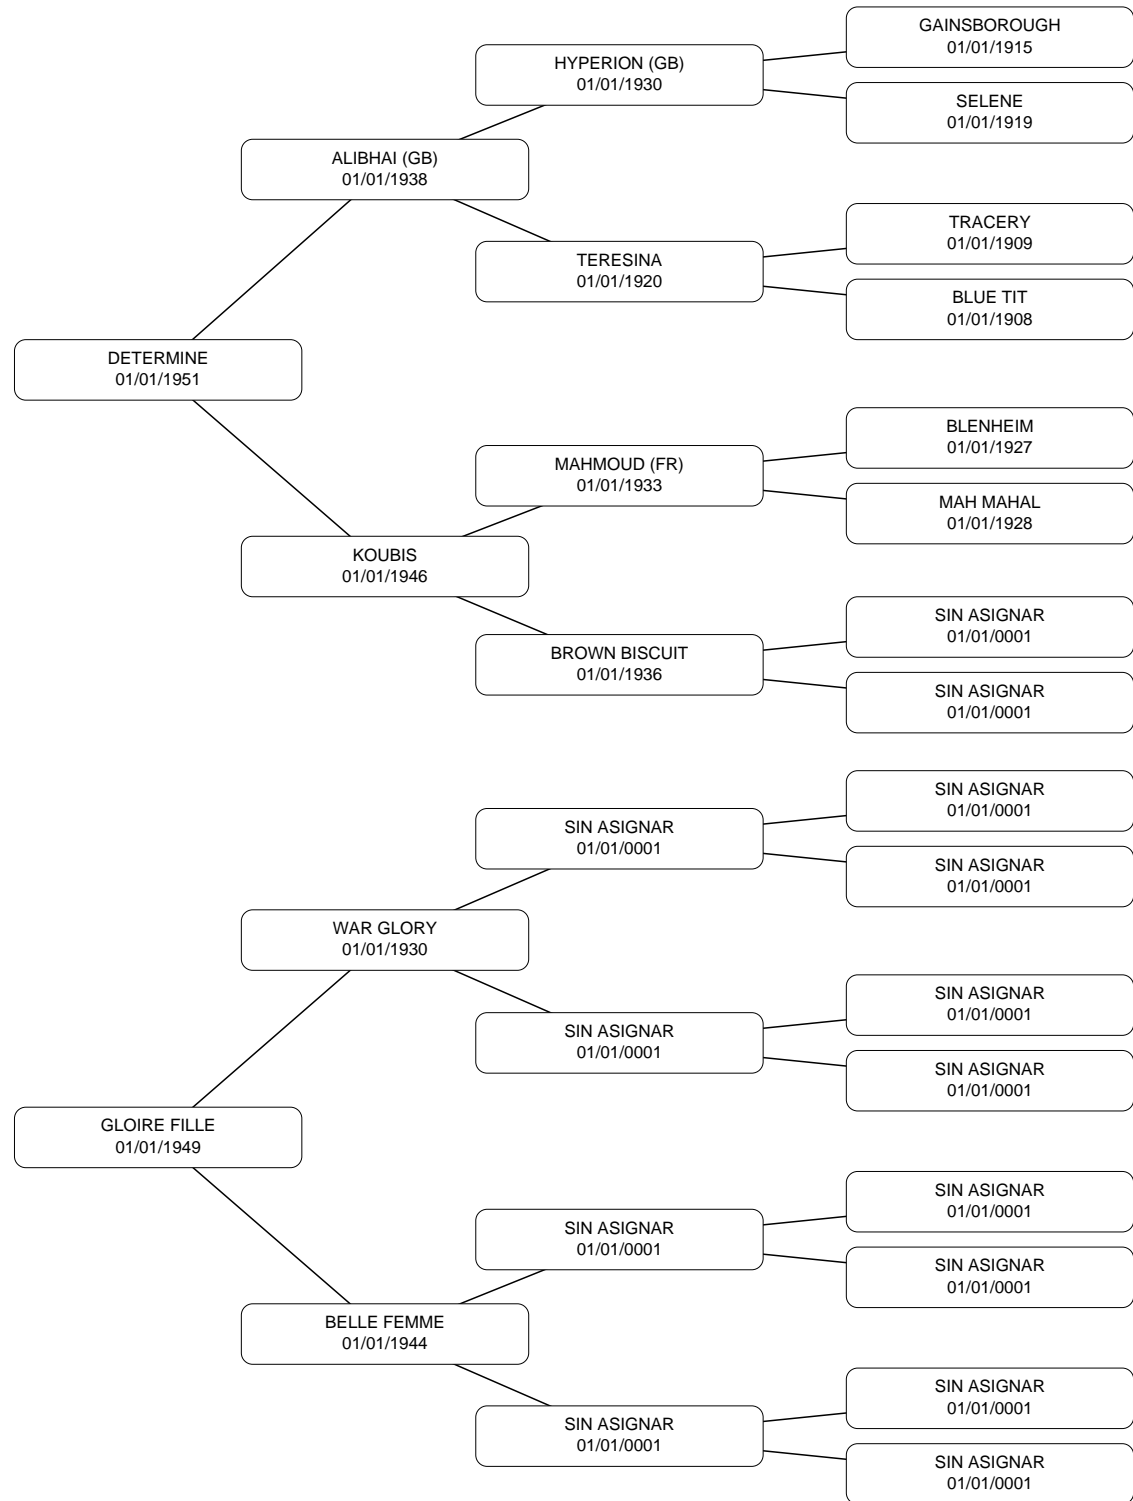 GAINSBOROUGH
01/01/1915
HYPERION (GB)
01/01/1930
SELENE
01/01/1919
ALIBHAI (GB)
01/01/1938
TRACERY
01/01/1909
TERESINA
01/01/1920
BLUE TIT
01/01/1908
DETERMINE
01/01/1951
BLENHEIM
01/01/1927
MAHMOUD (FR)
01/01/1933
MAH MAHAL
01/01/1928
KOUBIS
01/01/1946
SIN ASIGNAR
01/01/0001
BROWN BISCUIT
01/01/1936
SIN ASIGNAR
01/01/0001
SIN ASIGNAR
01/01/0001
SIN ASIGNAR
01/01/0001
SIN ASIGNAR
01/01/0001
WAR GLORY
01/01/1930
SIN ASIGNAR
01/01/0001
SIN ASIGNAR
01/01/0001
SIN ASIGNAR
01/01/0001
GLOIRE FILLE
01/01/1949
SIN ASIGNAR
01/01/0001
SIN ASIGNAR
01/01/0001
SIN ASIGNAR
01/01/0001
BELLE FEMME
01/01/1944
SIN ASIGNAR
01/01/0001
SIN ASIGNAR
01/01/0001
SIN ASIGNAR
01/01/0001